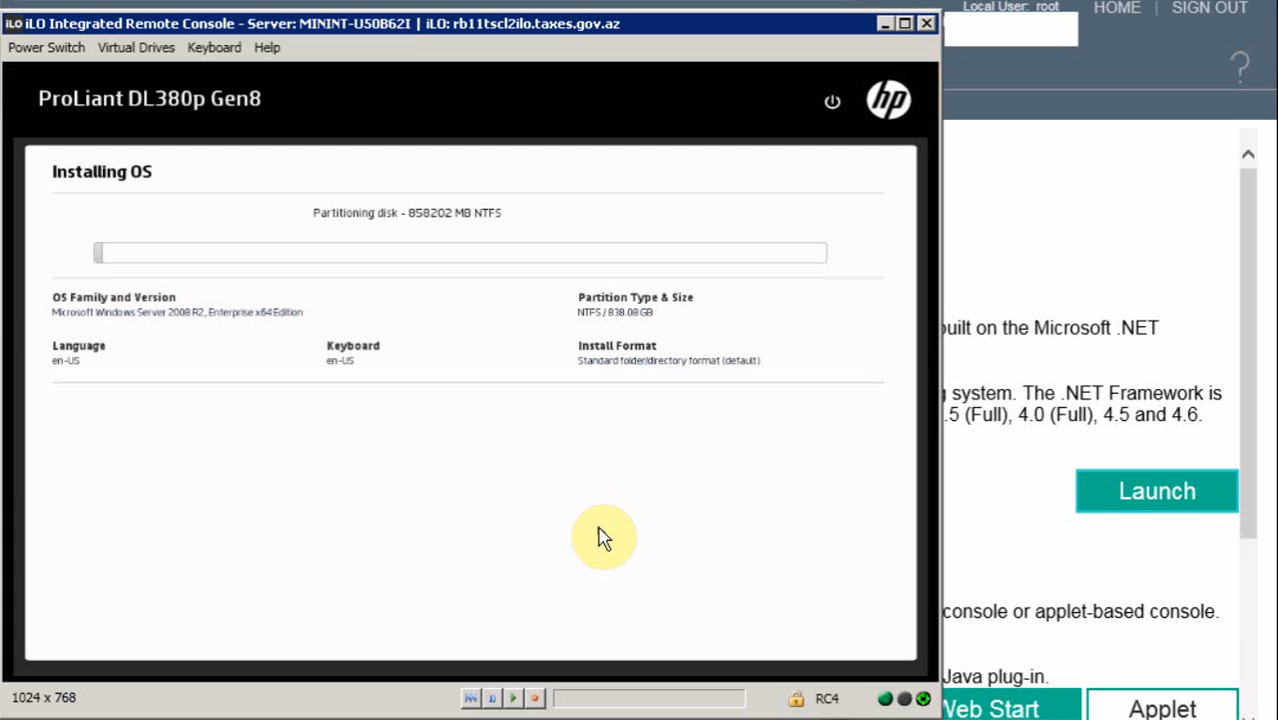 iLO Integrated Remote Console - Server: MININT-U50B62I | iLO: rb11tscl2ilo.taxes.gov.az
Local User: root
HOME | SIGN OUT
Power Switch Virtual Drives Keyboard Help
ProLiant DL380p Gen8
hp
?
Installing OS
Partitioning disk - 858202 MB NTFS
OS Family and Version
Microsoft Windows Server 2008 R2, Enterprise x64 Edition
Partition Type & Size
NTFS / 838.08 GB
Language
en-US
Keyboard
en-US
Install Format
Standard folder/directory format (default)
built on the Microsoft .NET
system. The .NET Framework is
.5 (Full), 4.0 (Full), 4.5 and 4.6.
Launch
console or applet-based console.
Java plug-in.
Web Start
Applet
1024 x 768
RC4